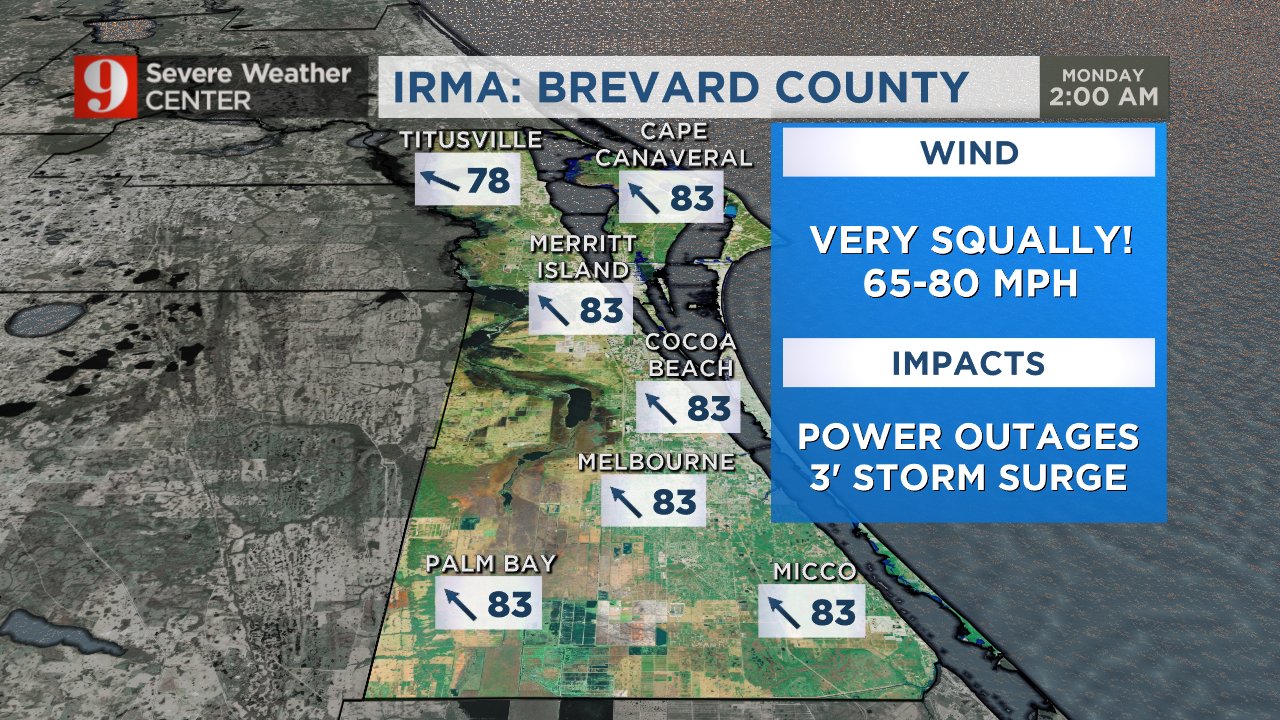 9 Severe Weather
CENTER
IRMA: BREVARD COUNTY
MONDAY
2:00 AM
TITUSVILLE
78
CAPE
CANAVERAL
83
MERRITT
ISLAND
83
COCOA
BEACH
83
MELBOURNE
83
PALM BAY
83
MICCO
83
WIND
VERY SQUALLY!
65-80 MPH
IMPACTS
POWER OUTAGES
3' STORM SURGE